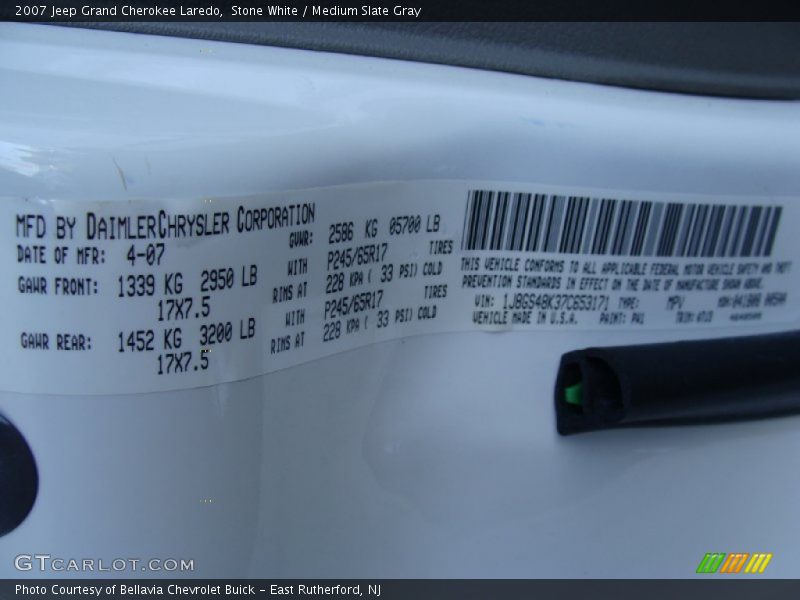 2007 Jeep Grand Cherokee Laredo, Stone White / Medium Slate Gray
MFD BY DAIMLERCHRYSLER CORPORATION
DATE OF MFR: 4-07 GVWR: 2586 KG 05700 LB
GAWR FRONT: 1339 KG 2950 LB WITH P245/65R17 TIRES
17X7.5 RIMS AT 228 KPA ( 33 PSI) COLD
GAWR REAR: 1452 KG 3200 LB WITH P245/65R17 TIRES
17X7.5 RIMS AT 228 KPA ( 33 PSI) COLD
THIS VEHICLE CONFORMS TO ALL APPLICABLE FEDERAL MOTOR VEHICLE SAFETY AND THEFT
PREVENTION STANDARDS IN EFFECT ON THE DATE OF MANUFACTURE SHOWN ABOVE.
VIN: 1J8GS48K37C653171 TYPE: MPV MDH:
VEHICLE MADE IN U.S.A. PAINT: PW1 TRIM:
GTCARLOT.COM
Photo Courtesy of Bellavia Chevrolet Buick – East Rutherford, NJ